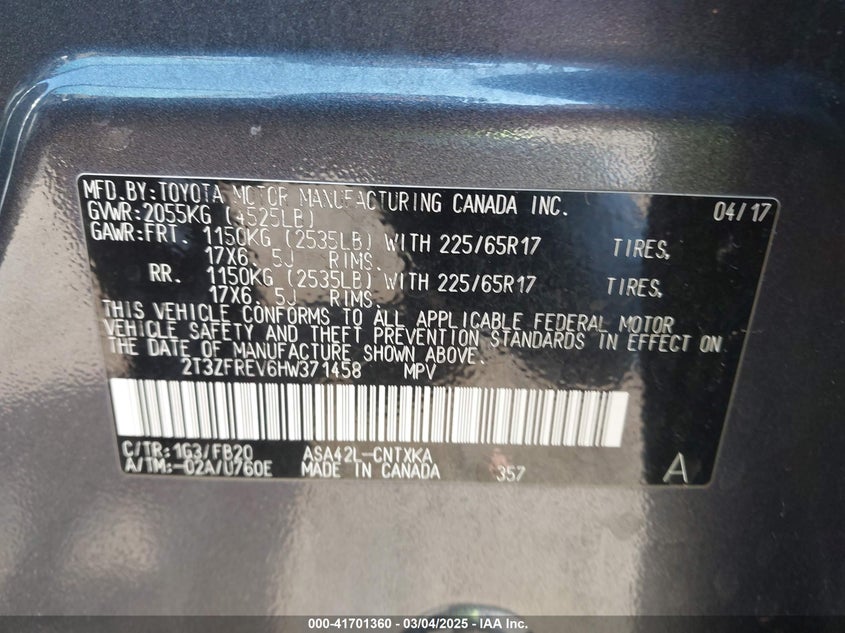 MFD.BY:TOYOTA MOTOR MANUFACTURING CANADA INC. 04/17
GVWR:2055KG (4525LB)
GAWR:FRT. 1150KG (2535LB) WITH 225/65R17 TIRES,
17X6. 5J RIMS.
RR. 1150KG (2535LB) WITH 225/65R17 TIRES,
17X6. 5J RIMS.
THIS VEHICLE CONFORMS TO ALL APPLICABLE FEDERAL MOTOR
VEHICLE SAFETY AND THEFT PREVENTION STANDARDS IN EFFECT ON
THE DATE OF MANUFACTURE SHOWN ABOVE.
2T3ZFREV6HW371458 MPV
C/TR:1G3/FB20 ASA42L-CNTXKA
A/TM:-02A/U760E MADE IN CANADA 357 A
000-41701360 — 03/04/2025 — IAA Inc.